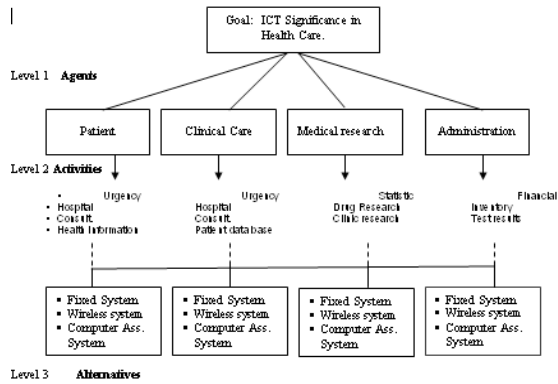 Goal: ICT Significance in
Health Care.
Level 1 Agents
Patient
Clinical Care
Medical research
Administration
Level 2 Activities
• Urgency
• Hospital
• Consult.
• Health Information
Urgency
Hospital
Consult.
Patient database
Statistic
Drug Research
Clinic research
Financial
Inventory
Test results
▪ Fixed System
▪ Wireless system
▪ Computer Ass.
System
▪ Fixed System
▪ Wireless system
▪ Computer Ass.
System
▪ Fixed System
▪ Wireless system
▪ Computer Ass.
System
▪ Fixed System
▪ Wireless system
▪ Computer Ass.
System
Level 3 Alternatives